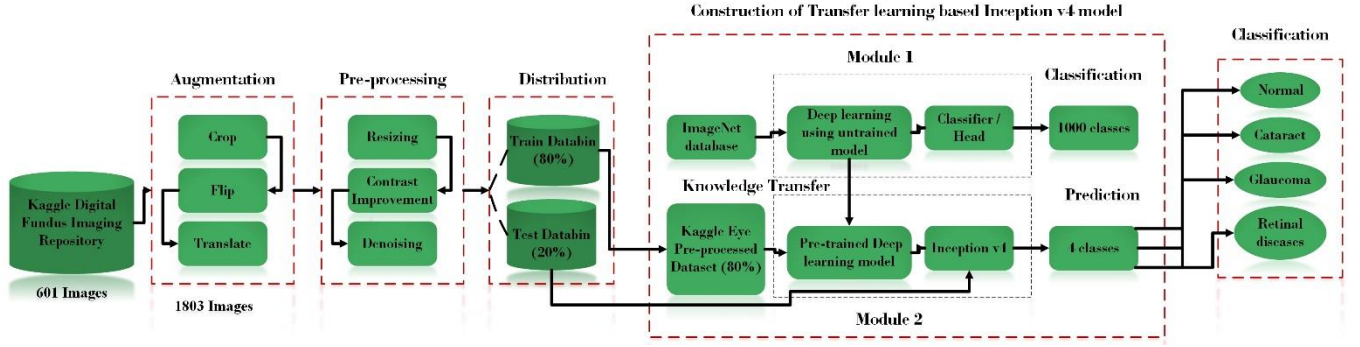 Construction of Transfer learning based Inception v4 model
Classification
Augmentation
Pre-processing
Distribution
Module 1
Classification
Normal
Crop
Resizing
Train Databin
(80%)
ImageNet
database
Deep learning
using untrained
model
Classifier /
Head
1000 classes
Cataract
Kaggle Digital
Fundus Imaging
Repository
Flip
Contrast
Improvement
Knowledge Transfer
Prediction
Glaucoma
Translate
Denoising
Test Databin
(20%)
Kaggle Eye
Pre-processed
Dataset (80%)
Pre-trained Deep
learning model
Inception v4
4 classes
Retinal
diseases
601 Images
1803 Images
Module 2